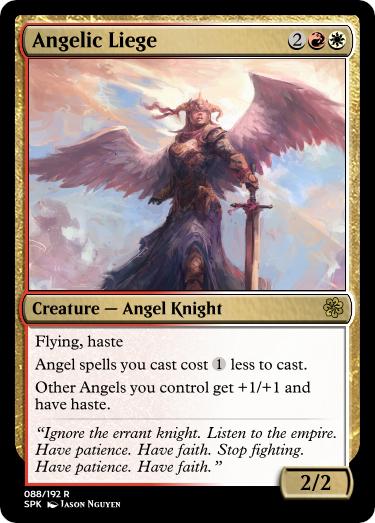 Angelic Liege 2
Creature — Angel Knight
Flying, haste
Angel spells you cast cost 1 less to cast.
Other Angels you control get +1/+1 and
have haste.
"Ignore the errant knight. Listen to the empire.
Have patience. Have faith. Stop fighting.
Have patience. Have faith."
2/2
088/192 R
SPK Jason Nguyen